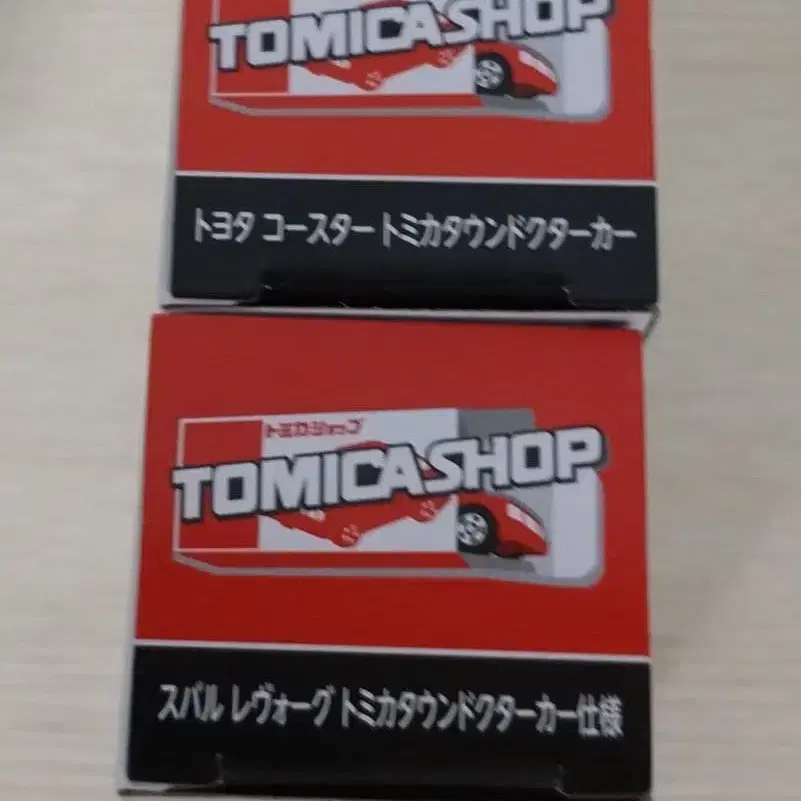 TOMICASHOP
トヨタ コースター トミカタウンドクターカー
トミカショップ
TOMICASHOP
スバル レヴォーグ トミカタウンドクターカー仕様